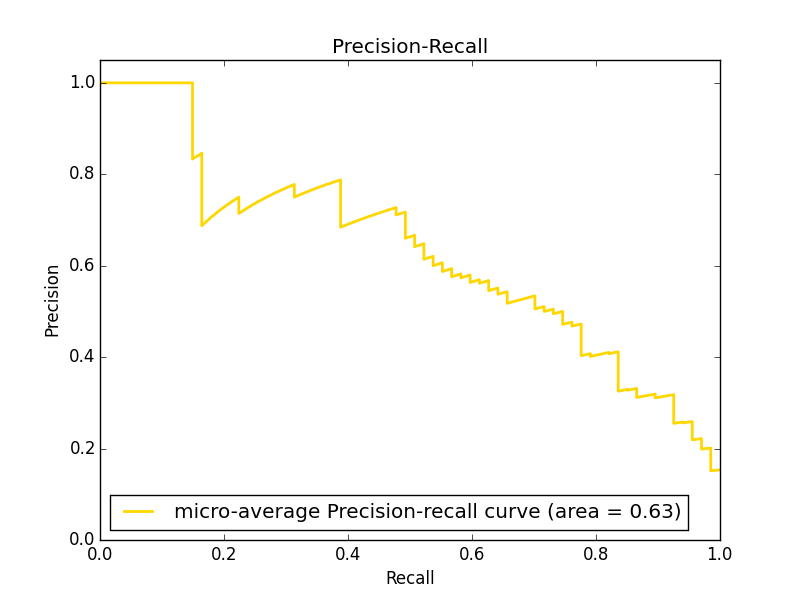 Precision-Recall
1.0
0.8
0.6
0.4
0.2
0.0
Precision
micro-average Precision-recall curve (area = 0.63)
0.0 0.2 0.4 0.6 0.8 1.0
Recall